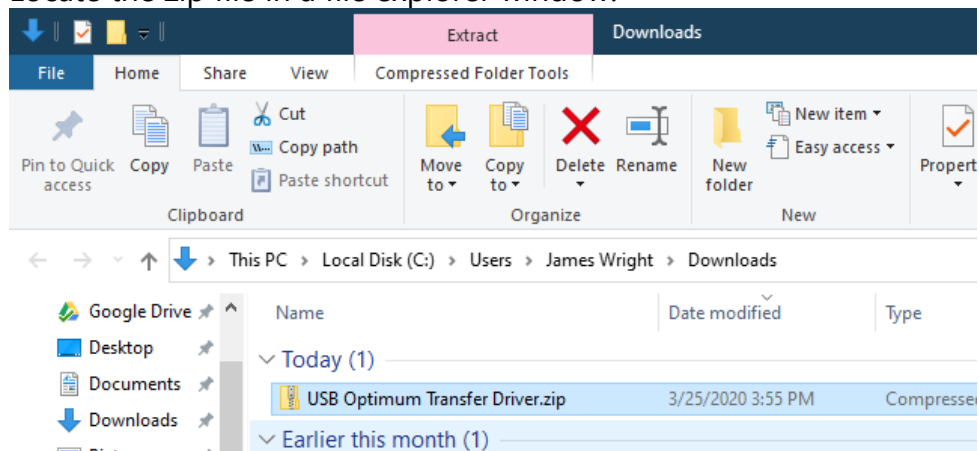 Locate the zip file in a file explorer window.
Extract
Downloads
File Home Share View Compressed Folder Tools
Pin to Quick access
Copy
Paste
Cut
Copy path
Paste shortcut
Move to
Copy to
Delete
Rename
New folder
New item
Easy access
Propert
Clipboard
Organize
New
This PC > Local Disk (C:) > Users > James Wright > Downloads
Google Drive
Desktop
Documents
Downloads
Name Date modified Type
Today (1)
USB Optimum Transfer Driver.zip 3/25/2020 3:55 PM Compressed
Earlier this month (1)